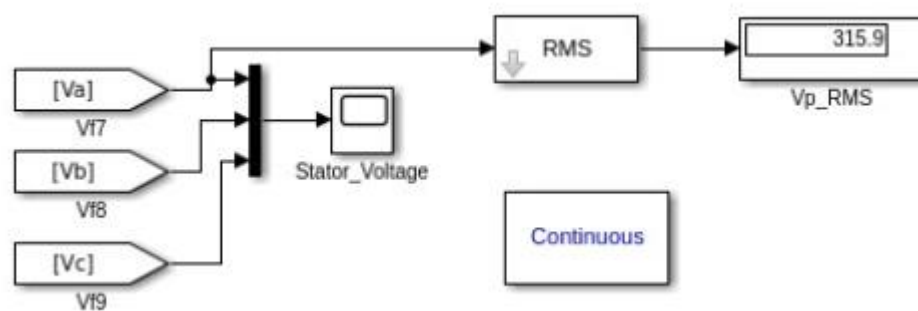 RMS
315.9
Vp_RMS
[Va]
Vf7
Stator_Voltage
[Vb]
Vf8
Continuous
[Vc]
Vf9